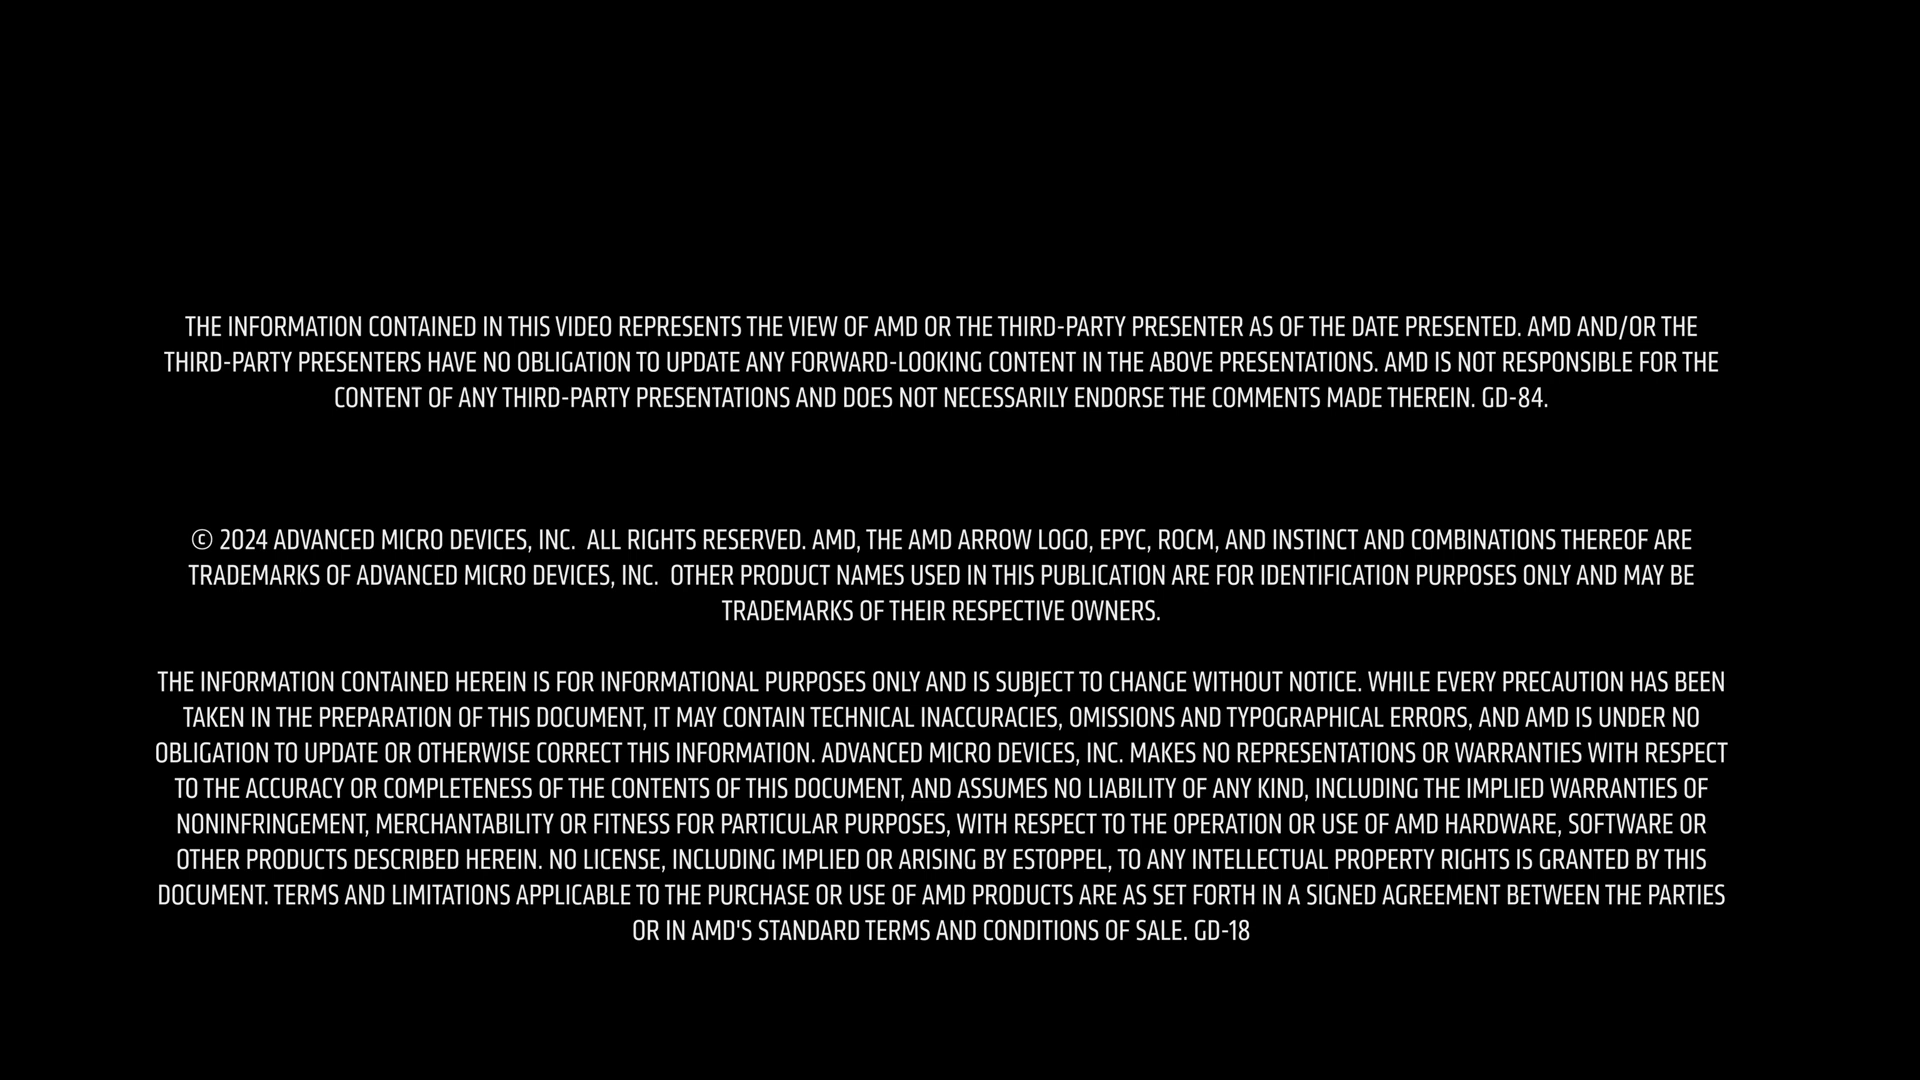 THE INFORMATION CONTAINED IN THIS VIDEO REPRESENTS THE VIEW OF AMD OR THE THIRD-PARTY PRESENTER AS OF THE DATE PRESENTED. AMD AND/OR THE
THIRD-PARTY PRESENTERS HAVE NO OBLIGATION TO UPDATE ANY FORWARD-LOOKING CONTENT IN THE ABOVE PRESENTATIONS. AMD IS NOT RESPONSIBLE FOR THE
CONTENT OF ANY THIRD-PARTY PRESENTATIONS AND DOES NOT NECESSARILY ENDORSE THE COMMENTS MADE THEREIN. GD-84.
© 2024 ADVANCED MICRO DEVICES, INC.  ALL RIGHTS RESERVED. AMD, THE AMD ARROW LOGO, EPYC, ROCM, AND INSTINCT AND COMBINATIONS THEREOF ARE
TRADEMARKS OF ADVANCED MICRO DEVICES, INC.  OTHER PRODUCT NAMES USED IN THIS PUBLICATION ARE FOR IDENTIFICATION PURPOSES ONLY AND MAY BE
TRADEMARKS OF THEIR RESPECTIVE OWNERS.
THE INFORMATION CONTAINED HEREIN IS FOR INFORMATIONAL PURPOSES ONLY AND IS SUBJECT TO CHANGE WITHOUT NOTICE. WHILE EVERY PRECAUTION HAS BEEN
TAKEN IN THE PREPARATION OF THIS DOCUMENT, IT MAY CONTAIN TECHNICAL INACCURACIES, OMISSIONS AND TYPOGRAPHICAL ERRORS, AND AMD IS UNDER NO
OBLIGATION TO UPDATE OR OTHERWISE CORRECT THIS INFORMATION. ADVANCED MICRO DEVICES, INC. MAKES NO REPRESENTATIONS OR WARRANTIES WITH RESPECT
TO THE ACCURACY OR COMPLETENESS OF THE CONTENTS OF THIS DOCUMENT, AND ASSUMES NO LIABILITY OF ANY KIND, INCLUDING THE IMPLIED WARRANTIES OF
NONINFRINGEMENT, MERCHANTABILITY OR FITNESS FOR PARTICULAR PURPOSES, WITH RESPECT TO THE OPERATION OR USE OF AMD HARDWARE, SOFTWARE OR
OTHER PRODUCTS DESCRIBED HEREIN. NO LICENSE, INCLUDING IMPLIED OR ARISING BY ESTOPPEL, TO ANY INTELLECTUAL PROPERTY RIGHTS IS GRANTED BY THIS
DOCUMENT. TERMS AND LIMITATIONS APPLICABLE TO THE PURCHASE OR USE OF AMD PRODUCTS ARE AS SET FORTH IN A SIGNED AGREEMENT BETWEEN THE PARTIES
OR IN AMD'S STANDARD TERMS AND CONDITIONS OF SALE. GD-18